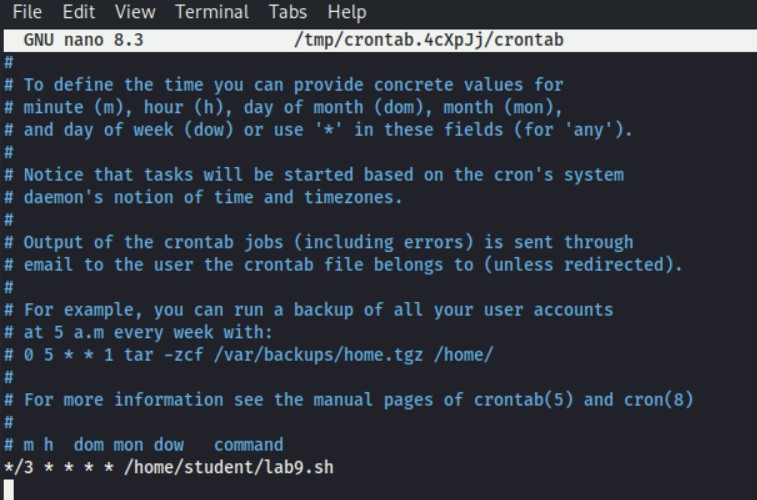 File Edit View Terminal Tabs Help
GNU nano 8.3 /tmp/crontab.4cXpJj/crontab
#
# To define the time you can provide concrete values for
# minute (m), hour (h), day of month (dom), month (mon),
# and day of week (dow) or use '*' in these fields (for 'any').
#
# Notice that tasks will be started based on the cron's system
# daemon's notion of time and timezones.
#
# Output of the crontab jobs (including errors) is sent through
# email to the user the crontab file belongs to (unless redirected).
#
# For example, you can run a backup of all your user accounts
# at 5 a.m every week with:
# 0 5 * * 1 tar -zcf /var/backups/home.tgz /home/
#
# For more information see the manual pages of crontab(5) and cron(8)
#
# m h  dom mon dow   command
*/3 * * * * /home/student/lab9.sh